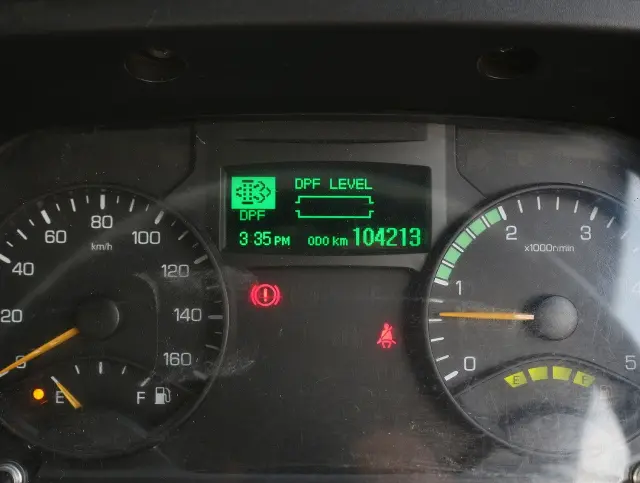 DPF LEVEL
DPF
3:35 PM ODO km 104213
0 20 40 60 80 100 120 140 160
km/h
E F
0 1 2 3 5
x1000r/min
E